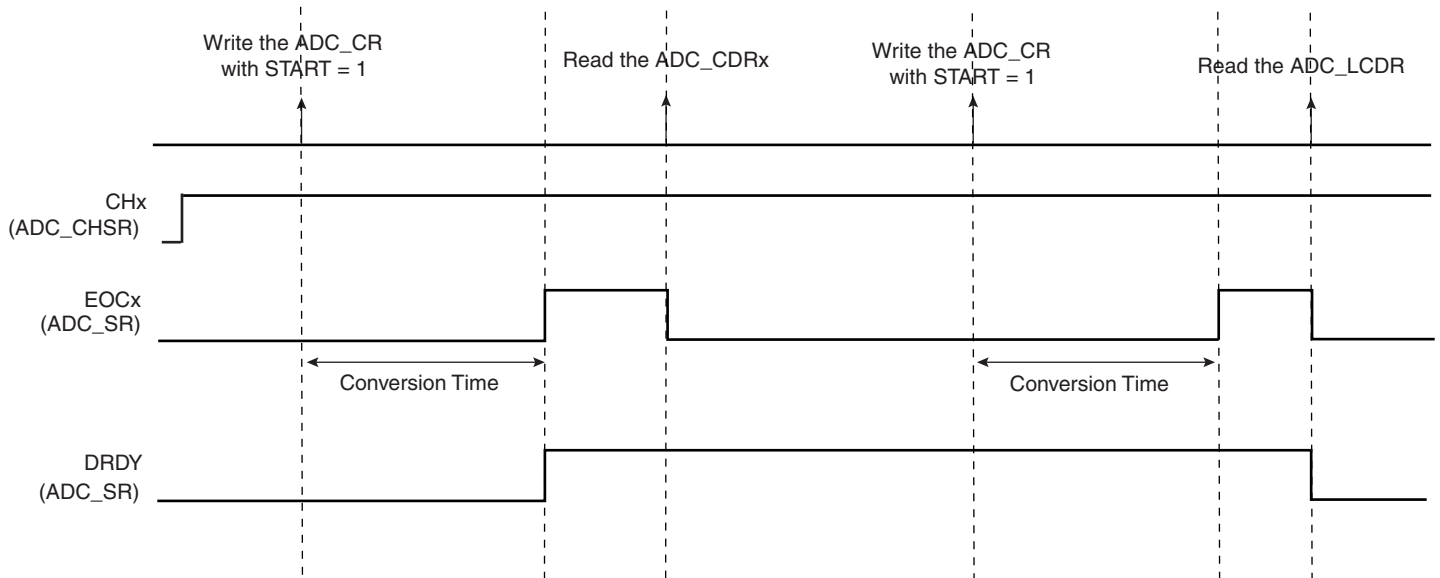 Write the ADC_CR
with START = 1
Read the ADC_CDRx
Write the ADC_CR
with START = 1
Read the ADC_LCDR
CHx
(ADC_CHSR)
EOCx
(ADC_SR)
Conversion Time
Conversion Time
DRDY
(ADC_SR)